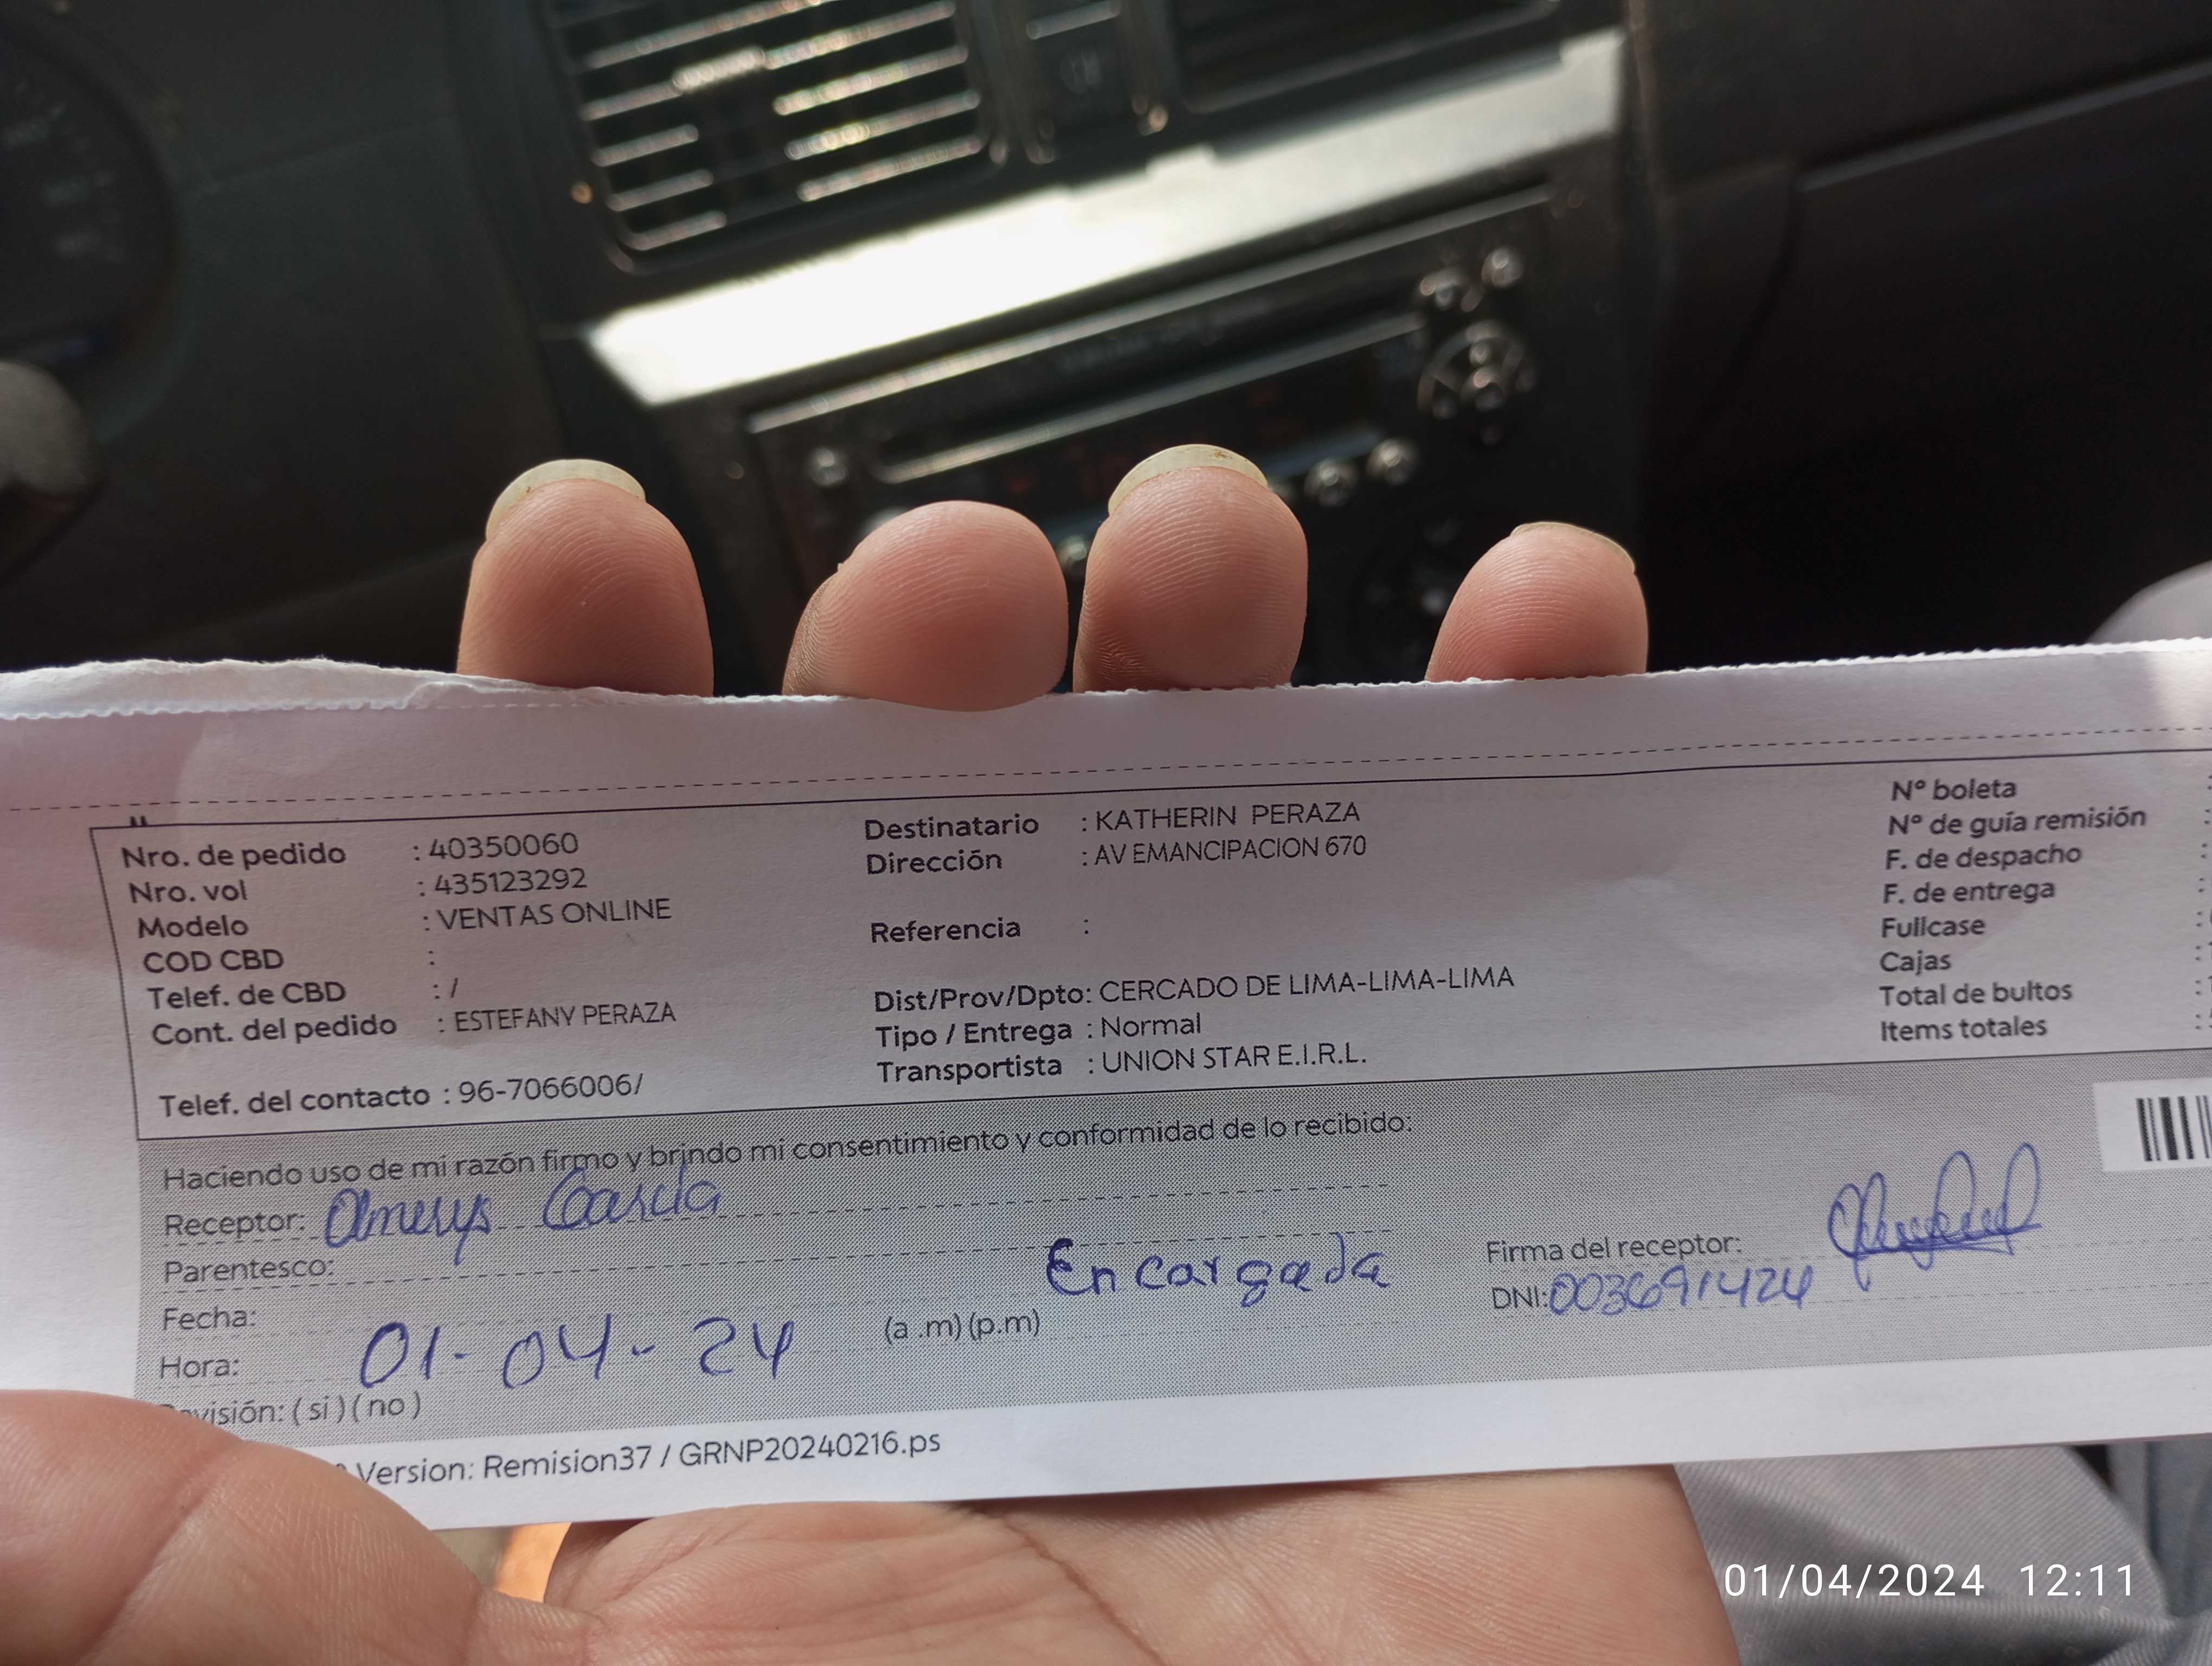 Nro. de pedido : 40350060
Nro. vol : 435123292
Modelo : VENTAS ONLINE
COD CBD :
Telef. de CBD : /
Cont. del pedido : ESTEFANY PERAZA
Telef. del contacto : 96-7066006/
Destinatario : KATHERIN PERAZA
Dirección : AV EMANCIPACION 670
Referencia :
Dist/Prov/Dpto: CERCADO DE LIMA-LIMA-LIMA
Tipo / Entrega : Normal
Transportista : UNION STAR E.I.R.L.
N° boleta :
N° de guía remisión :
F. de despacho :
F. de entrega :
Fullcase :
Cajas :
Total de bultos :
Items totales :
Haciendo uso de mi razón firmo y brindo mi consentimiento y conformidad de lo recibido:
Receptor: Olmerys García
Parentesco: Encargada
Fecha:
Hora: 01-04-24 (a .m) (p.m)
Firma del receptor:
DNI: 003691424
visión: ( si ) ( no )
Version: Remision37 / GRNP20240216.ps
01/04/2024 12:11